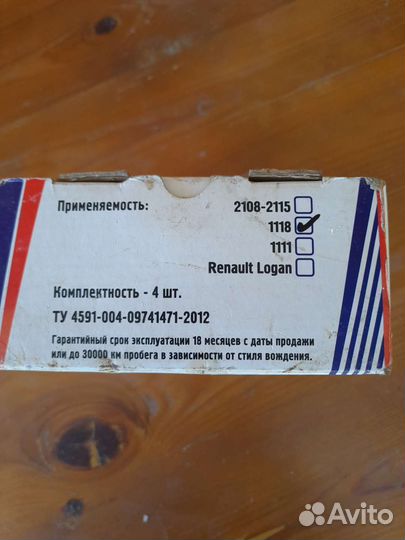 Применяемость: 2108-2115
1118
1111
Renault Logan
Комплектность - 4 шт.
ТУ 4591-004-09741471-2012
Гарантийный срок эксплуатации 18 месяцев с даты продажи
или до 30000 км пробега в зависимости от стиля вождения.
Avito